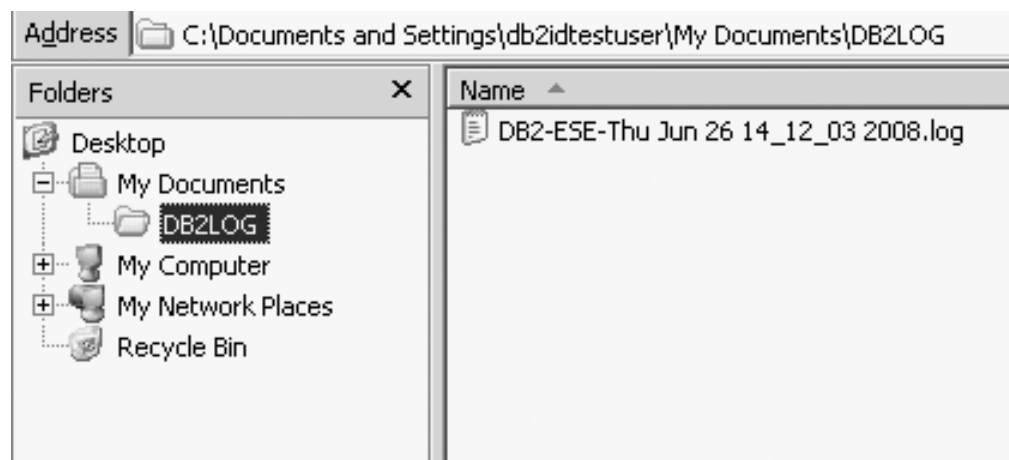 Address C:\Documents and Settings\db2idtestuser\My Documents\DB2LOG
Folders
Desktop
My Documents
DB2LOG
My Computer
My Network Places
Recycle Bin
Name
DB2-ESE-Thu Jun 26 14_12_03 2008.log